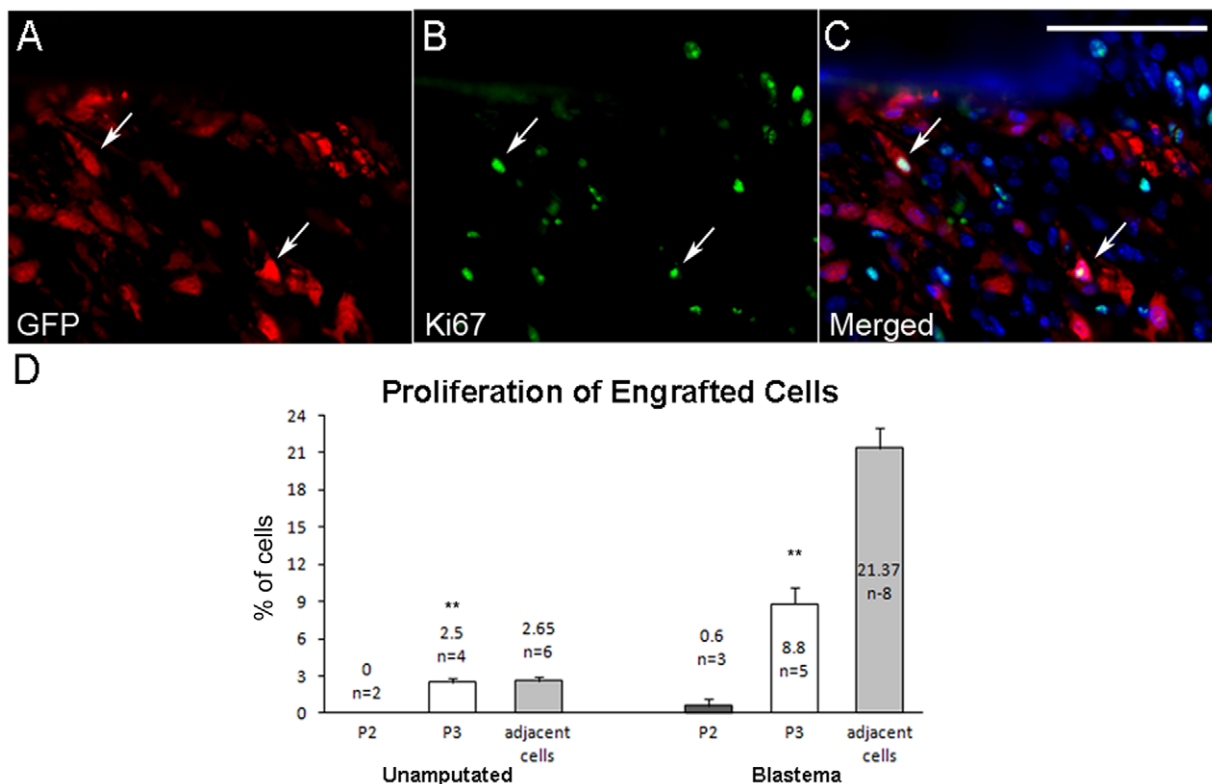 A
B
C
GFP
Ki67
Merged
D
Proliferation of Engrafted Cells
% of cells
24
21
18
15
12
9
6
3
0
0
n=2
**
2.5
n=4
2.65
n=6
0.6
n=3
**
8.8
n=5
21.37
n-8
P2
P3
adjacent
cells
P2
P3
adjacent
cells
Unamputated
Blastema